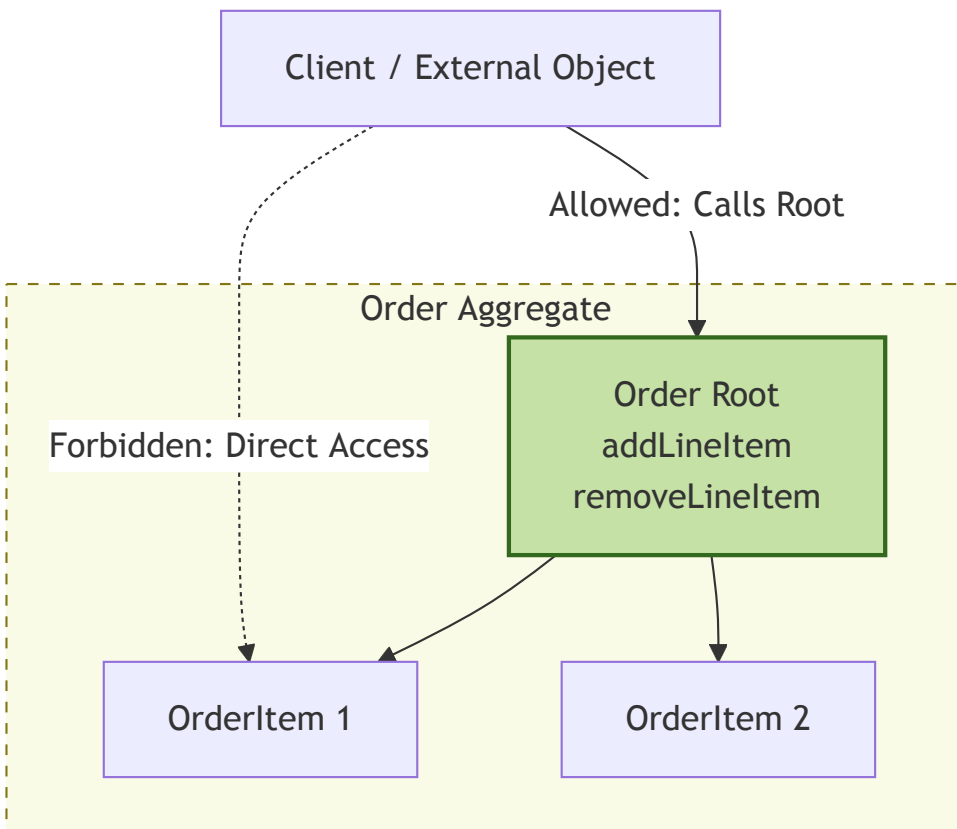 Client / External Object
Allowed: Calls Root
Order Aggregate
Order Root
addLineItem
removeLineItem
Forbidden: Direct Access
OrderItem 1
OrderItem 2